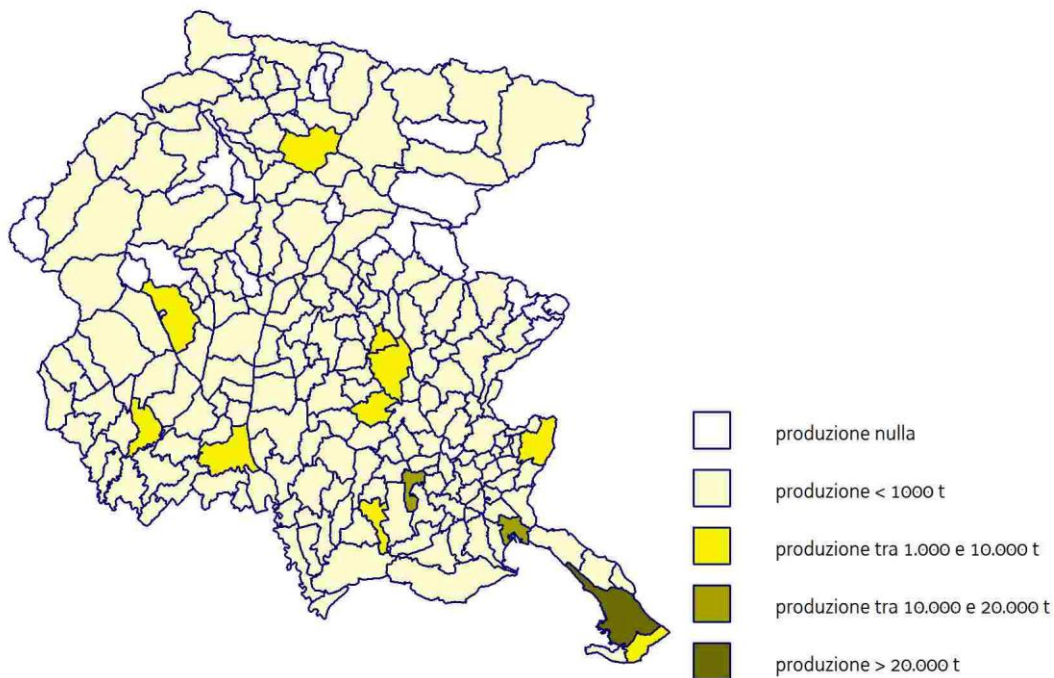 produzione nulla
produzione < 1000 t
produzione tra 1.000 e 10.000 t
produzione tra 10.000 e 20.000 t
produzione > 20.000 t